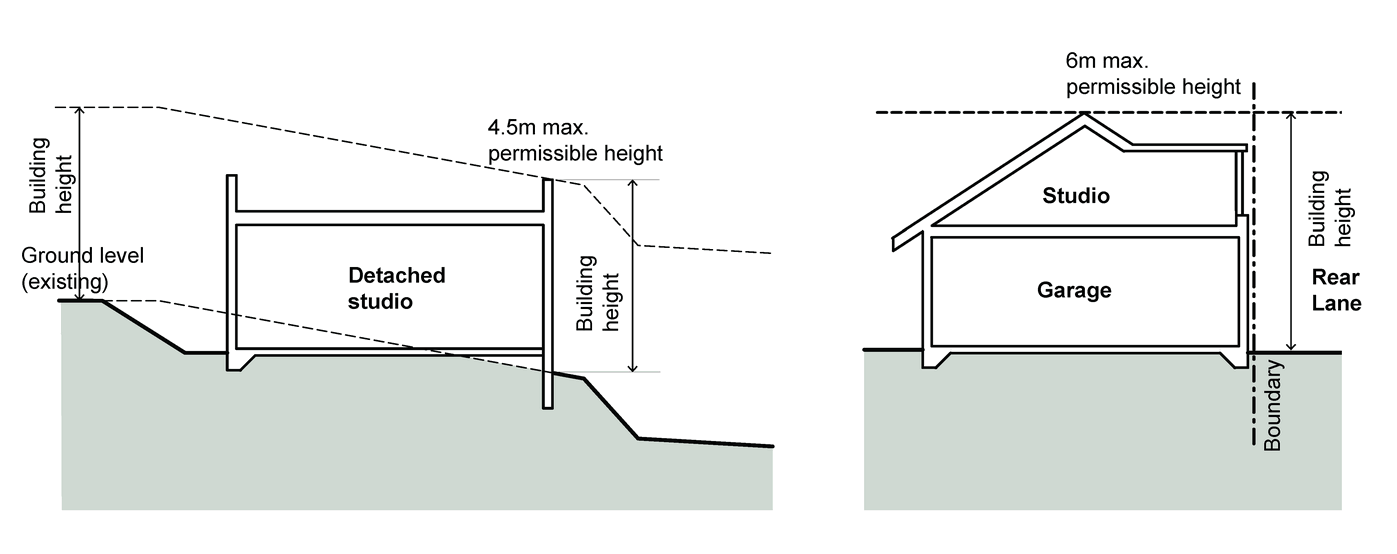 Building
height
Ground level
(existing)
4.5m max.
permissible height
Detached
studio
Building
height
6m max.
permissible height
Studio
Garage
Building
height
Rear
Lane
Boundary